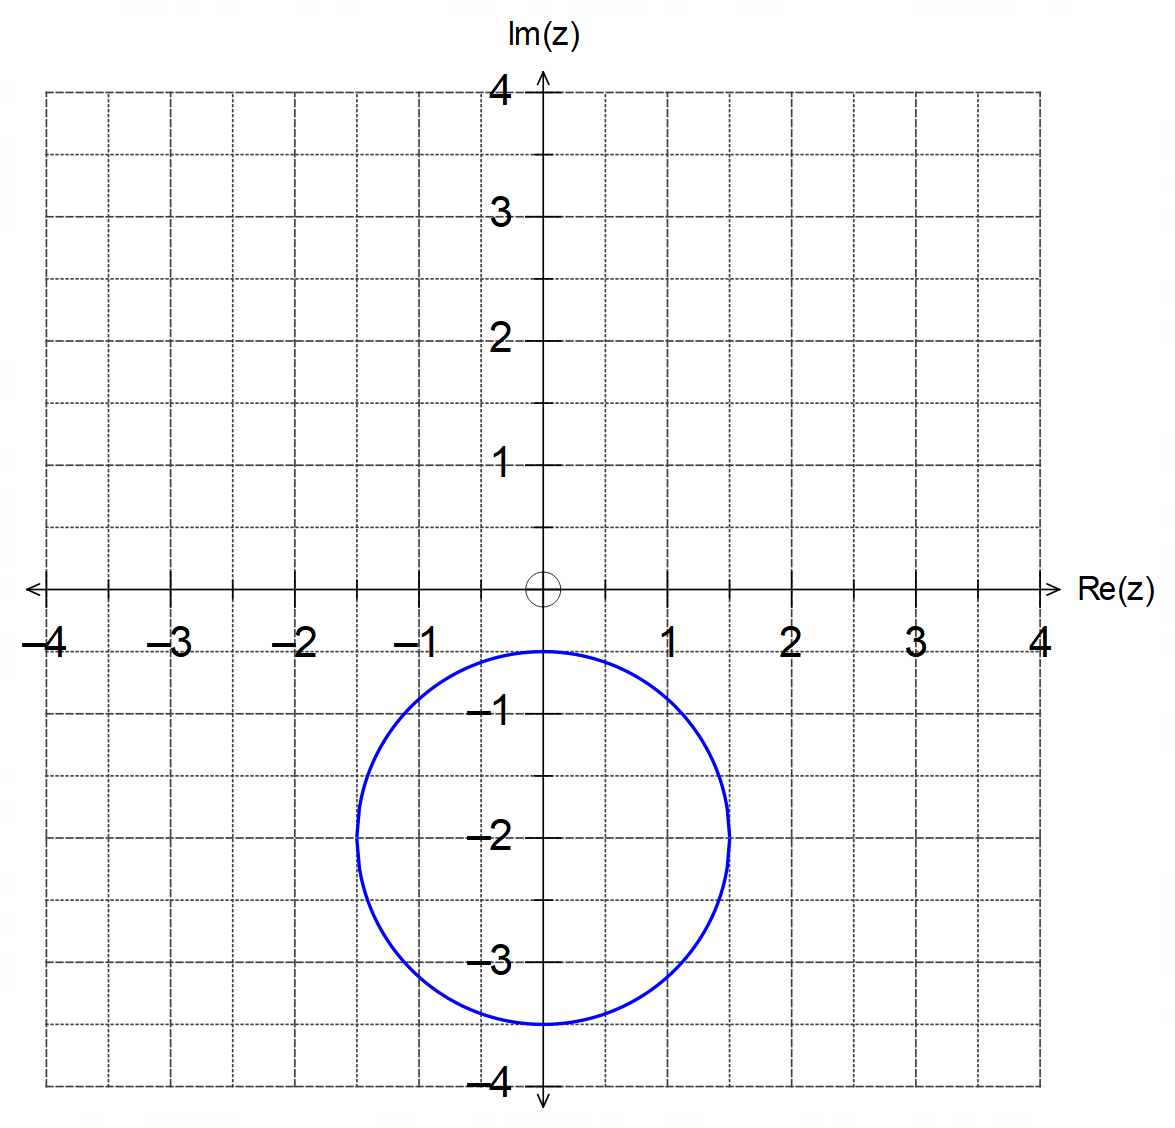 Im(z)
4
3
2
1
Re(z)
–4 –3 –2 –1 1 2 3 4
–1
–2
–3
–4